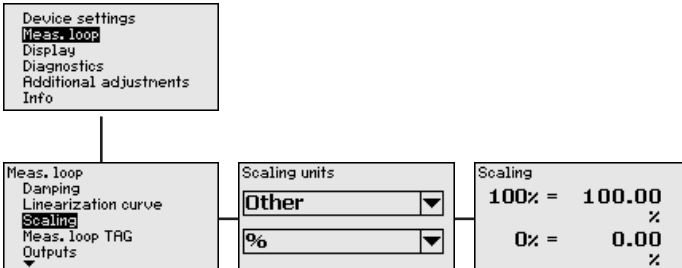 Device settings
Meas. loop
Display
Diagnostics
Additional adjustments
Info
Meas. loop
Damping
Linearization curve
Scaling
Meas. loop TAG
Outputs
Scaling units
Other
%
Scaling
100% = 100.00
%
0% = 0.00
%